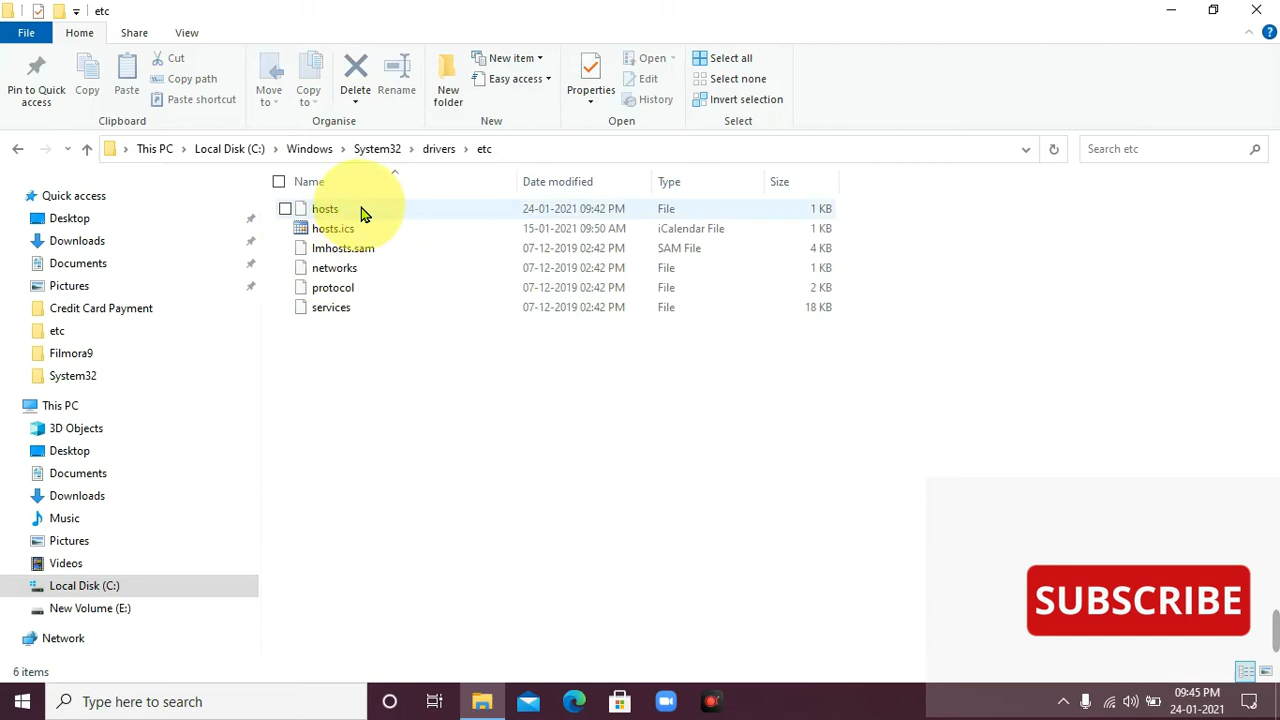 etc
File
Home
Share
View
Pin to Quick access
Copy
Paste
Cut
Copy path
Paste shortcut
Clipboard
Move to
Copy to
Delete
Rename
Organise
New folder
New item
Easy access
New
Properties
Open
Edit
History
Open
Select all
Select none
Invert selection
Select
This PC > Local Disk (C:) > Windows > System32 > drivers > etc
Search etc
Name Date modified Type Size
hosts 24-01-2021 09:42 PM File 1 KB
hosts.ics 15-01-2021 09:50 AM iCalendar File 1 KB
lmhosts.sam 07-12-2019 02:42 PM SAM File 4 KB
networks 07-12-2019 02:42 PM File 1 KB
protocol 07-12-2019 02:42 PM File 2 KB
services 07-12-2019 02:42 PM File 18 KB
Quick access
Desktop
Downloads
Documents
Pictures
Credit Card Payment
etc
Filmora9
System32
This PC
3D Objects
Desktop
Documents
Downloads
Music
Pictures
Videos
Local Disk (C:)
New Volume (E:)
Network
SUBSCRIBE
6 items
Type here to search
09:45 PM
24-01-2021